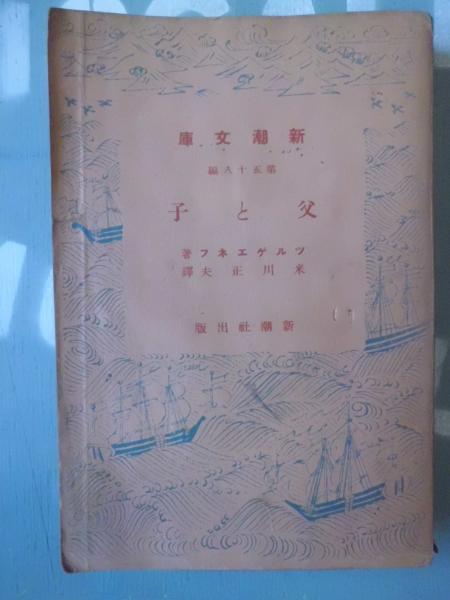 新潮文庫
第五十八編
父と子
ツルゲエネフ著
米川正夫譯
新潮社出版